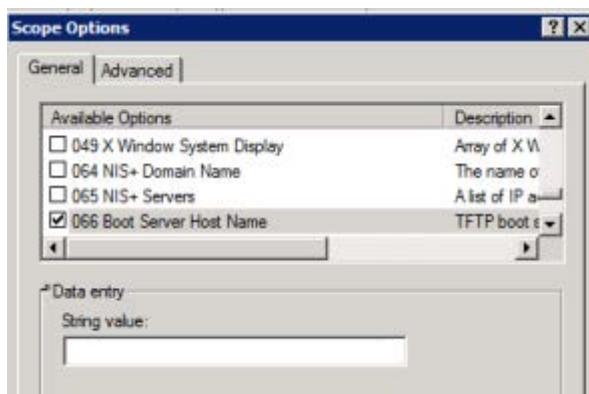 Scope Options
General Advanced
Available Options Description
049 X Window System Display Array of X W
064 NIS+ Domain Name The name o
065 NIS+ Servers A list of IP a
066 Boot Server Host Name TFTP boot s
Data entry
String value: